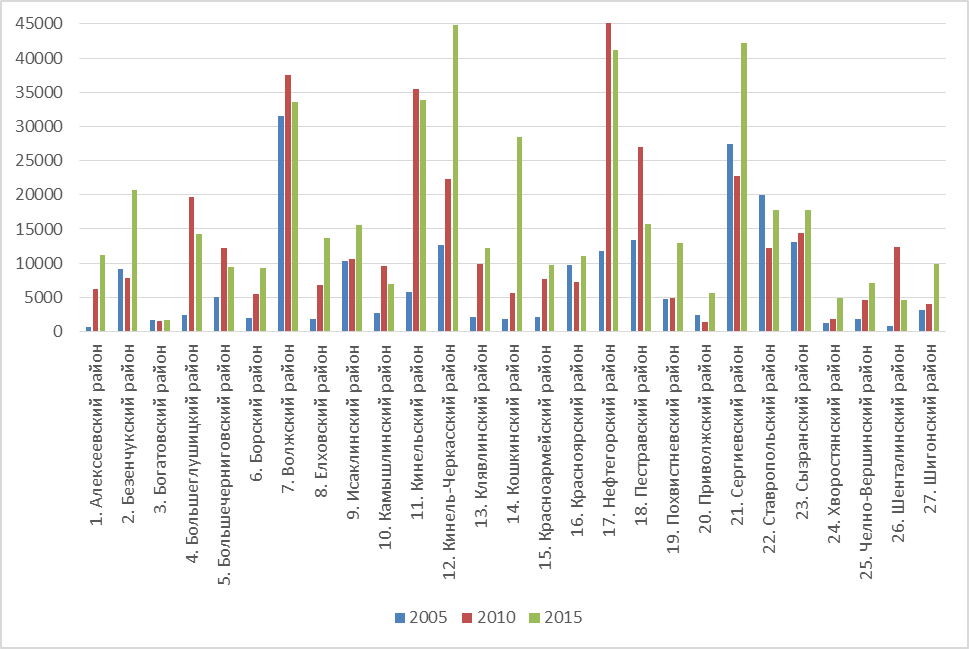 45000
40000
35000
30000
25000
20000
15000
10000
5000
0
1. Алексеевский район
2. Безенчукский район
3. Богатовский район
4. Большеглушицкий район
5. Большечерниговский район
6. Борский район
7. Волжский район
8. Елховский район
9. Исаклинский район
10. Камышлинский район
11. Кинельский район
12. Кинель-Черкасский район
13. Клявлинский район
14. Кошкинский район
15. Красноармейский район
16. Красноярский район
17. Нефтегорский район
18. Пестравский район
19. Похвистневский район
20. Приволжский район
21. Сергиевский район
22. Ставропольский район
23. Сызранский район
24. Хворостянский район
25. Челно-Вершинский район
26. Шенталинский район
27. Шигонский район
2005 2010 2015